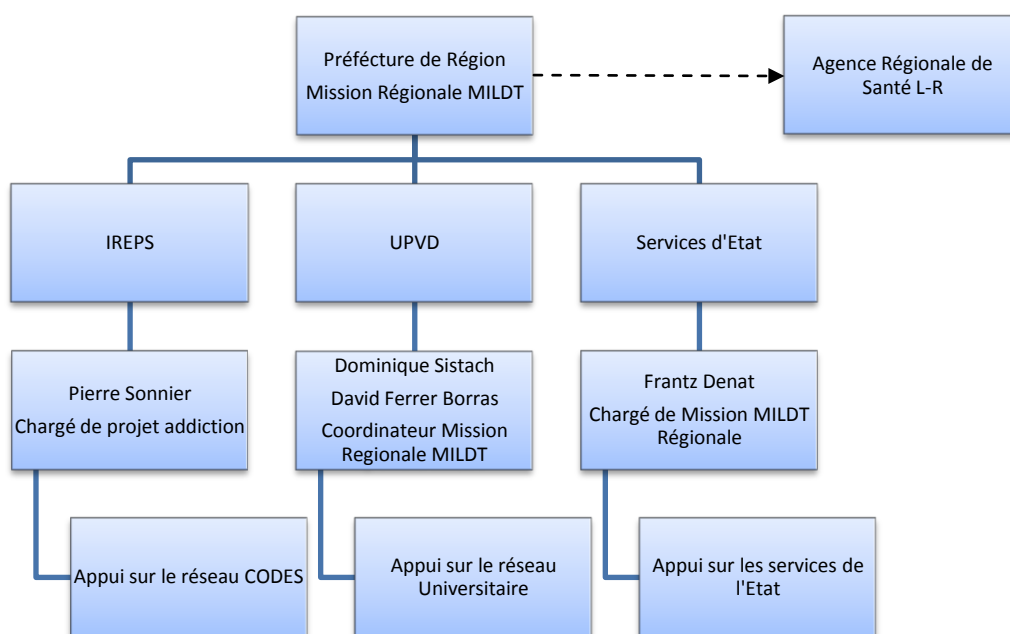 Préfécture de Région
Mission Régionale MILDT
Agence Régionale de
Santé L-R
IREPS
UPVD
Services d'Etat
Pierre Sonnier
Chargé de projet addiction
Dominique Sistach
David Ferrer Borras
Coordinateur Mission
Regionale MILDT
Frantz Denat
Chargé de Mission MILDT
Régionale
Appui sur le réseau CODES
Appui sur le réseau
Universitaire
Appui sur les services de
l'Etat